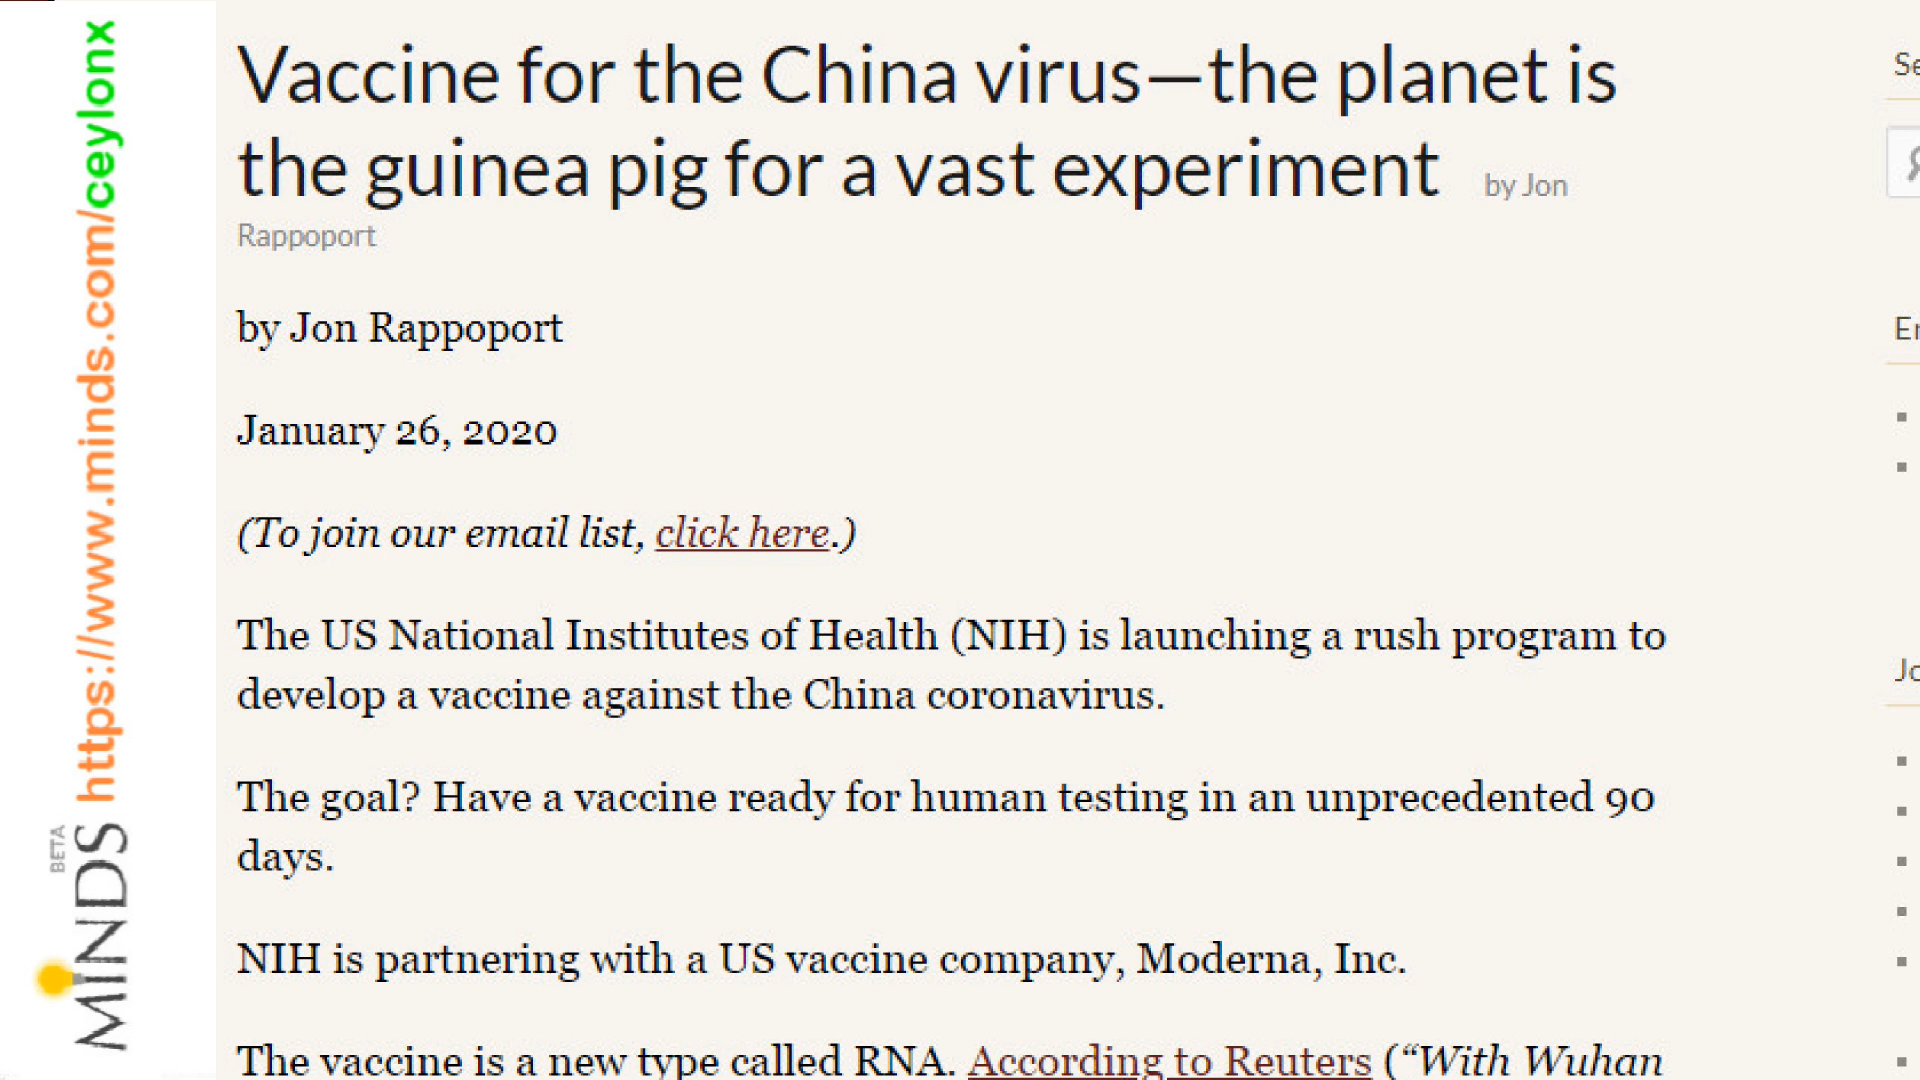 Vaccine for the China virus—the planet is
the guinea pig for a vast experiment by Jon
Rappoport
by Jon Rappoport
January 26, 2020
(To join our email list, click here.)
The US National Institutes of Health (NIH) is launching a rush program to
develop a vaccine against the China coronavirus.
The goal? Have a vaccine ready for human testing in an unprecedented 90
days.
NIH is partnering with a US vaccine company, Moderna, Inc.
The vaccine is a new type called RNA. According to Reuters (“With Wuhan
MINDS BETA https://www.minds.com/ceylonx